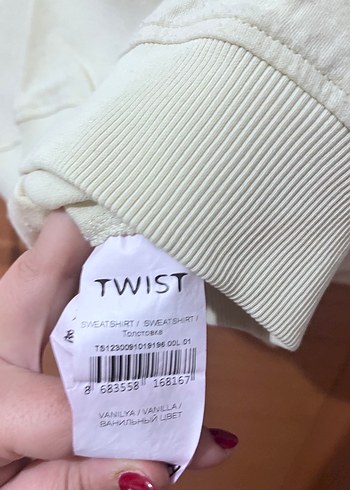 TWIST
SWEATSHIRT / SWEATSHIRT /
Толстовка
TS1230091019196 00L 01
8 683558 168167
VANILYA / VANILLA /
ВАНИЛЬНЫЙ ЦВЕТ